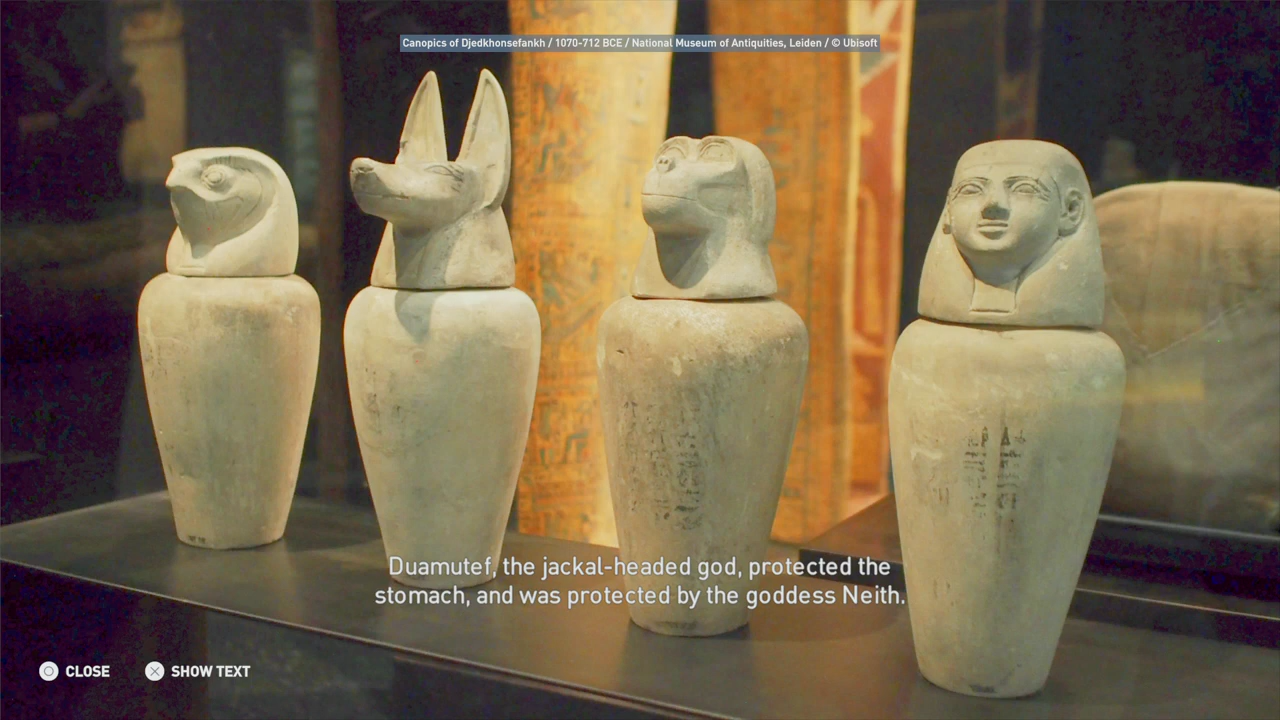 Canopics of Djedkhonsefankh / 1070-712 BCE / National Museum of Antiquities, Leiden / © Ubisoft
Duamutef, the jackal-headed god, protected the
stomach, and was protected by the goddess Neith.
CLOSE
SHOW TEXT